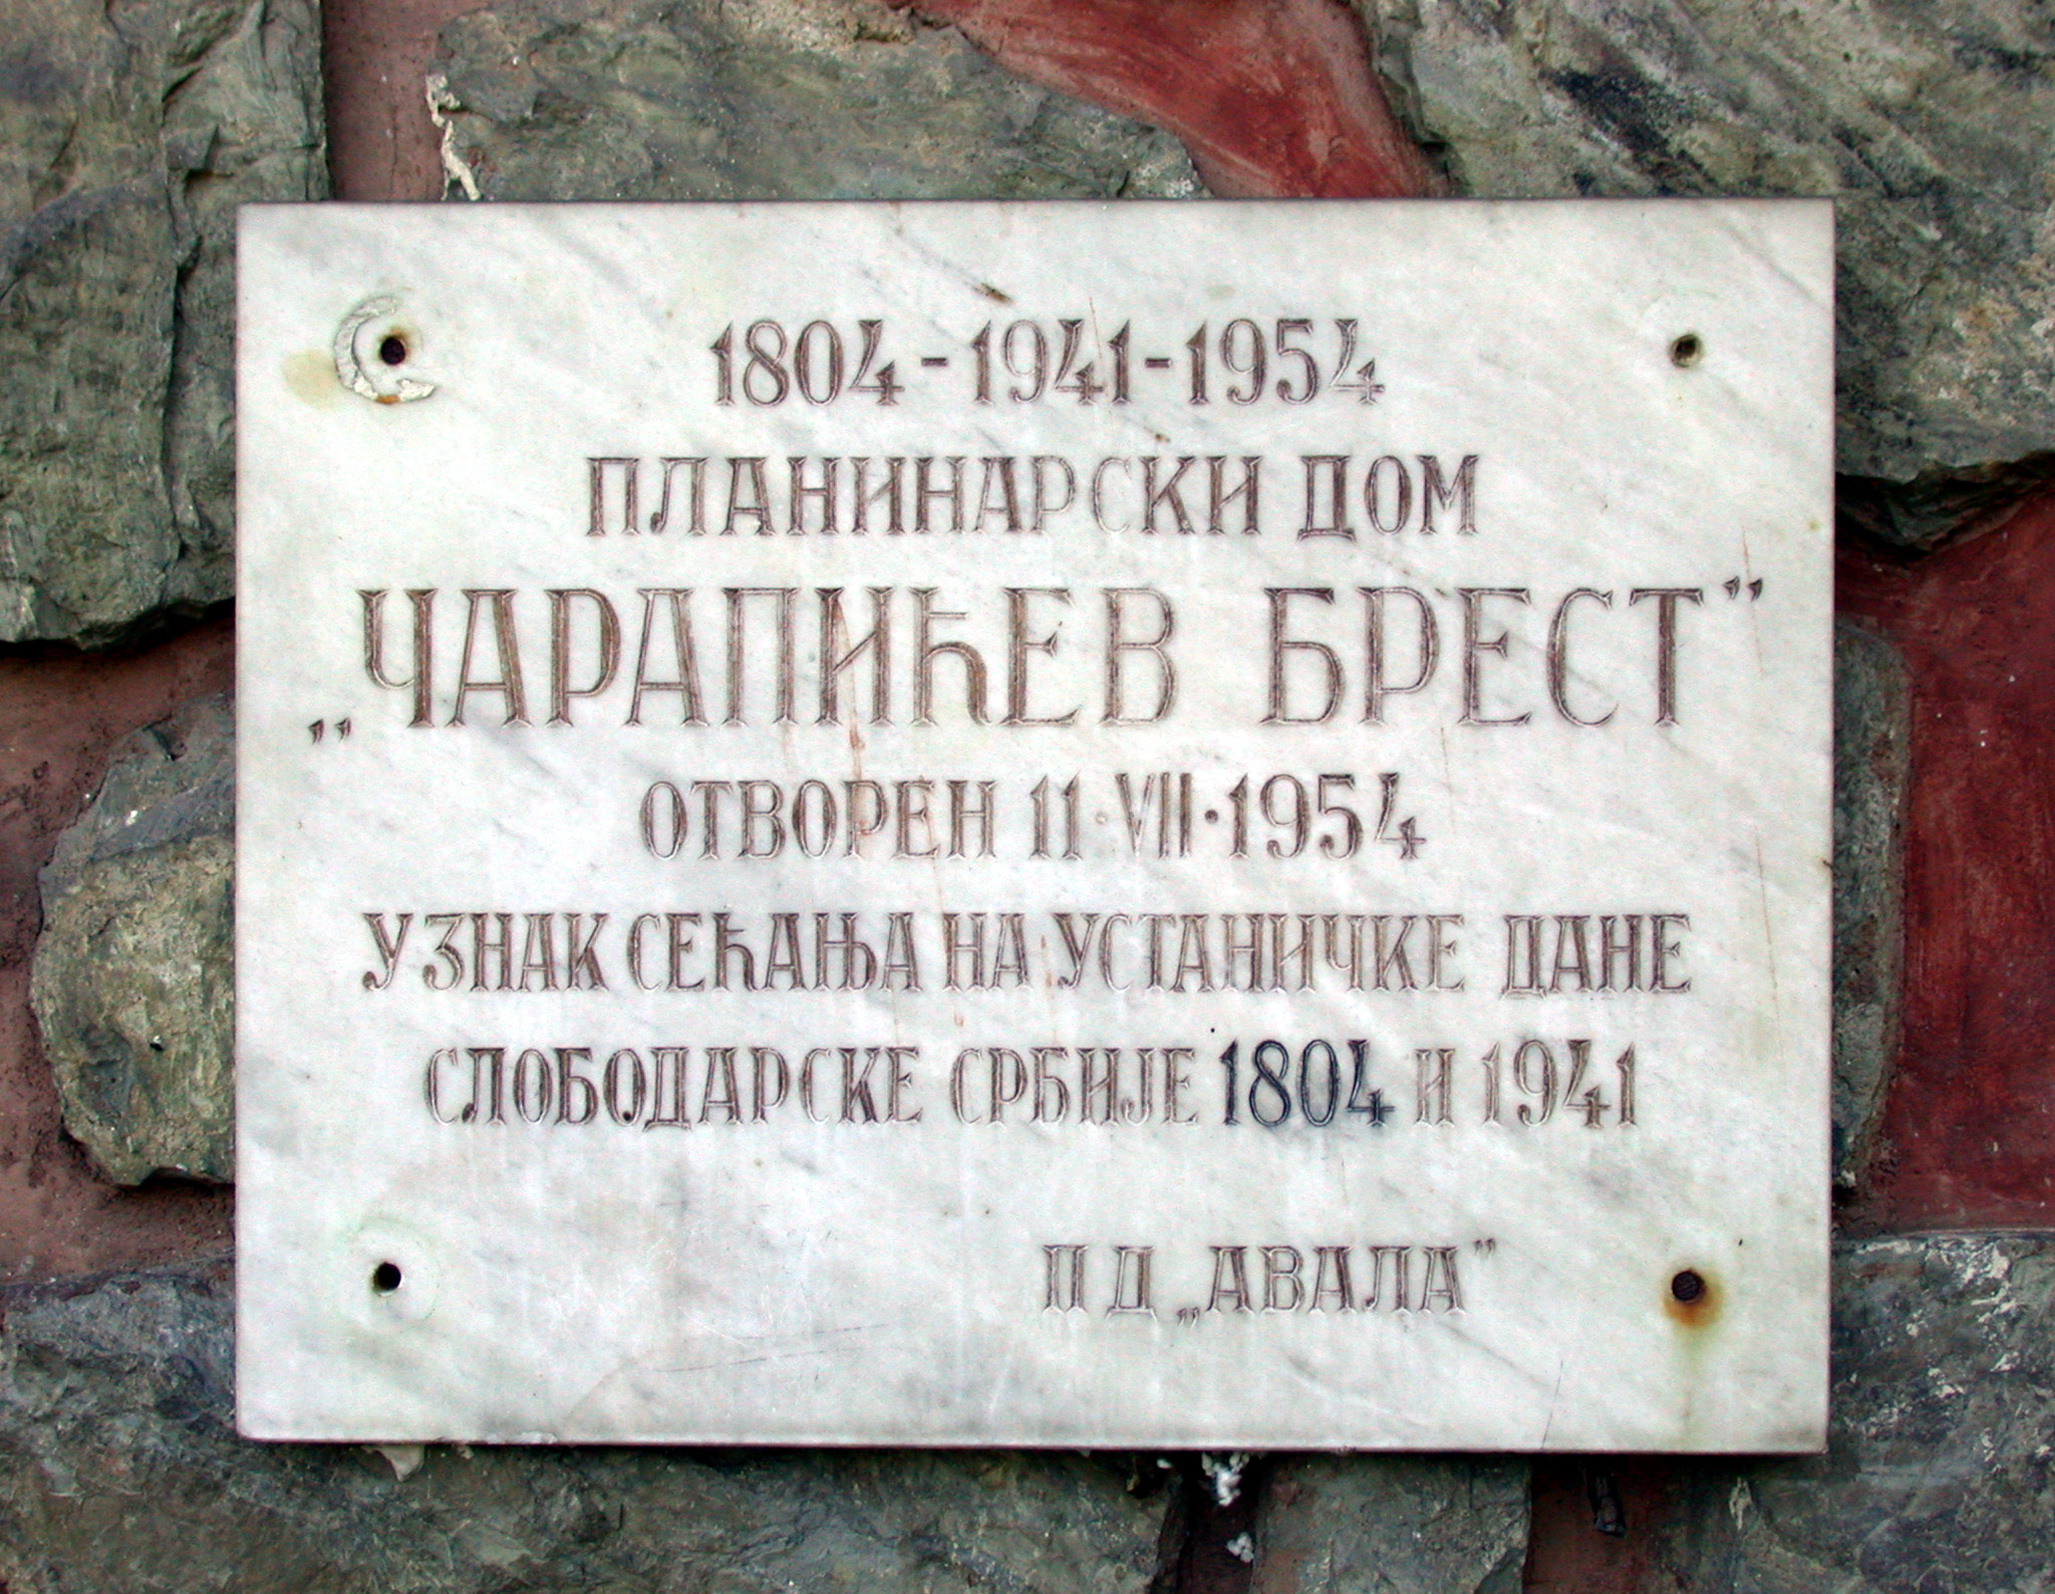 1804-1941-1954
ПЛАНИНАРСКИ ДОМ
„ЧАРАПИЋЕВ БРЕСТ”
ОТВОРЕН 11·VII·1954
У ЗНАК СЕЋАЊА НА УСТАНИЧКЕ ДАНЕ
СЛОБОДАРСКЕ СРБИЈЕ 1804 И 1941
П Д „АВАЛА”